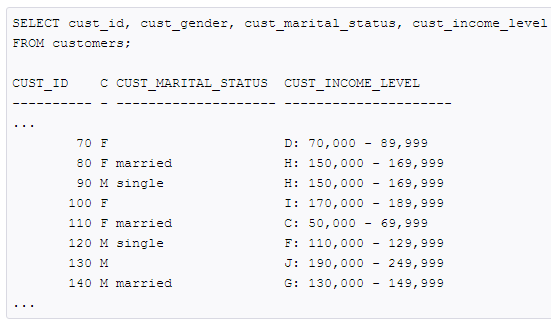 SELECT cust_id, cust_gender, cust_marital_status, cust_income_level
FROM customers;
CUST_ID    C CUST_MARITAL_STATUS  CUST_INCOME_LEVEL
---------- - -------------------- ---------------------
...
        70 F                      D: 70,000 - 89,999
        80 F married              H: 150,000 - 169,999
        90 M single               H: 150,000 - 169,999
       100 F                      I: 170,000 - 189,999
       110 F married              C: 50,000 - 69,999
       120 M single               F: 110,000 - 129,999
       130 M                      J: 190,000 - 249,999
       140 M married              G: 130,000 - 149,999
...